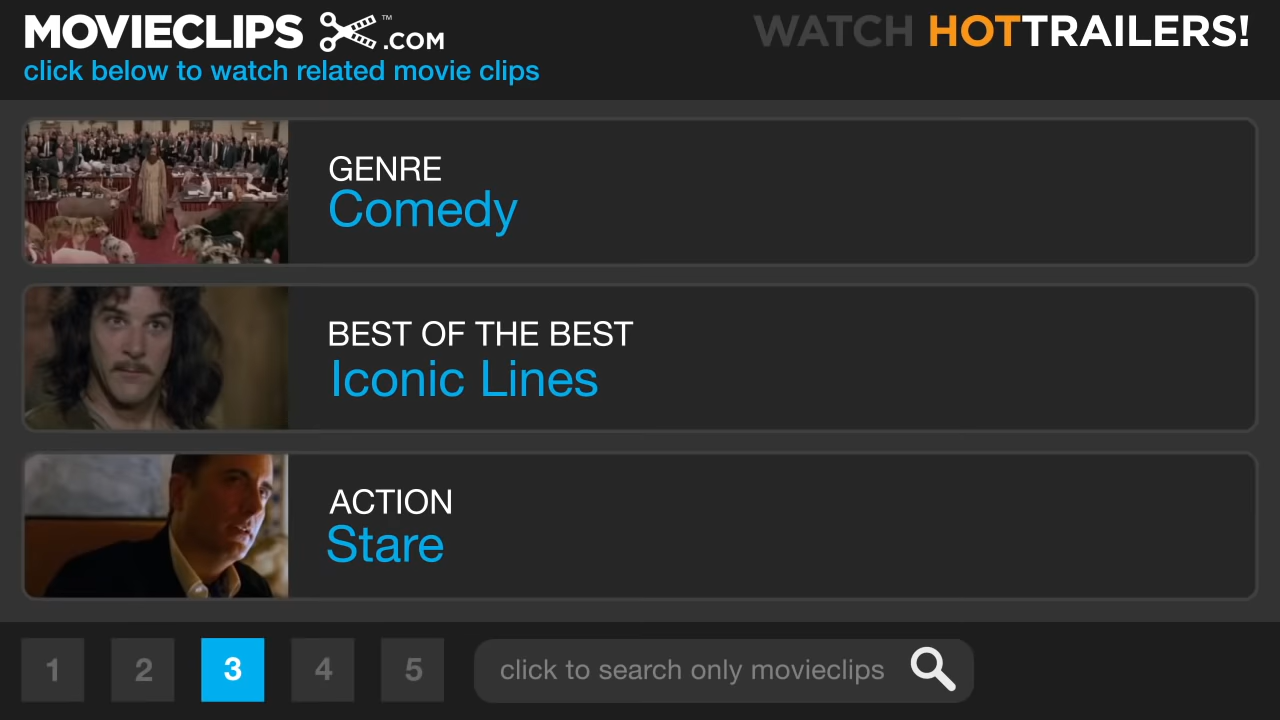 MOVIECLIPS ™ .COM
WATCH HOTTRAILERS!
click below to watch related movie clips
GENRE
Comedy
BEST OF THE BEST
Iconic Lines
ACTION
Stare
1 2 3 4 5
click to search only movieclips